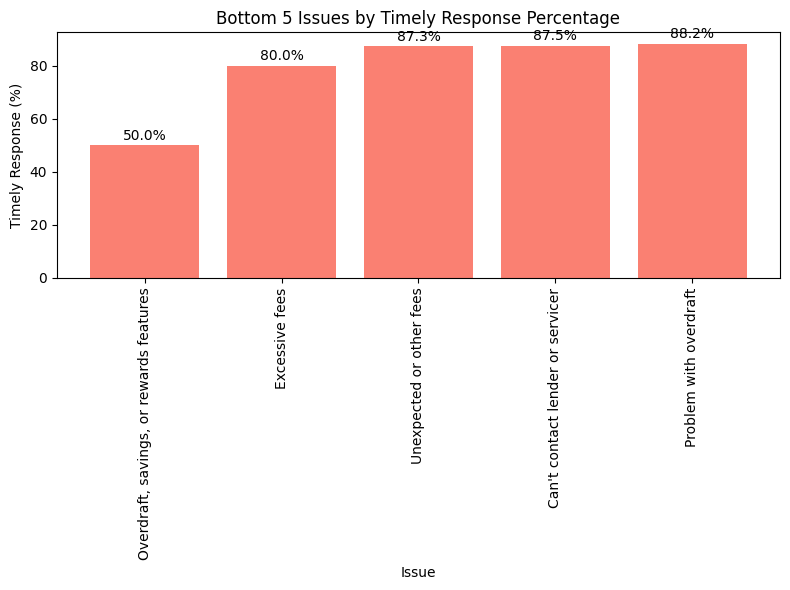 Bottom 5 Issues by Timely Response Percentage
Timely Response (%)
80
60
40
20
0
50.0%
80.0%
87.3%
87.5%
88.2%
Overdraft, savings, or rewards features
Excessive fees
Unexpected or other fees
Can't contact lender or servicer
Problem with overdraft
Issue